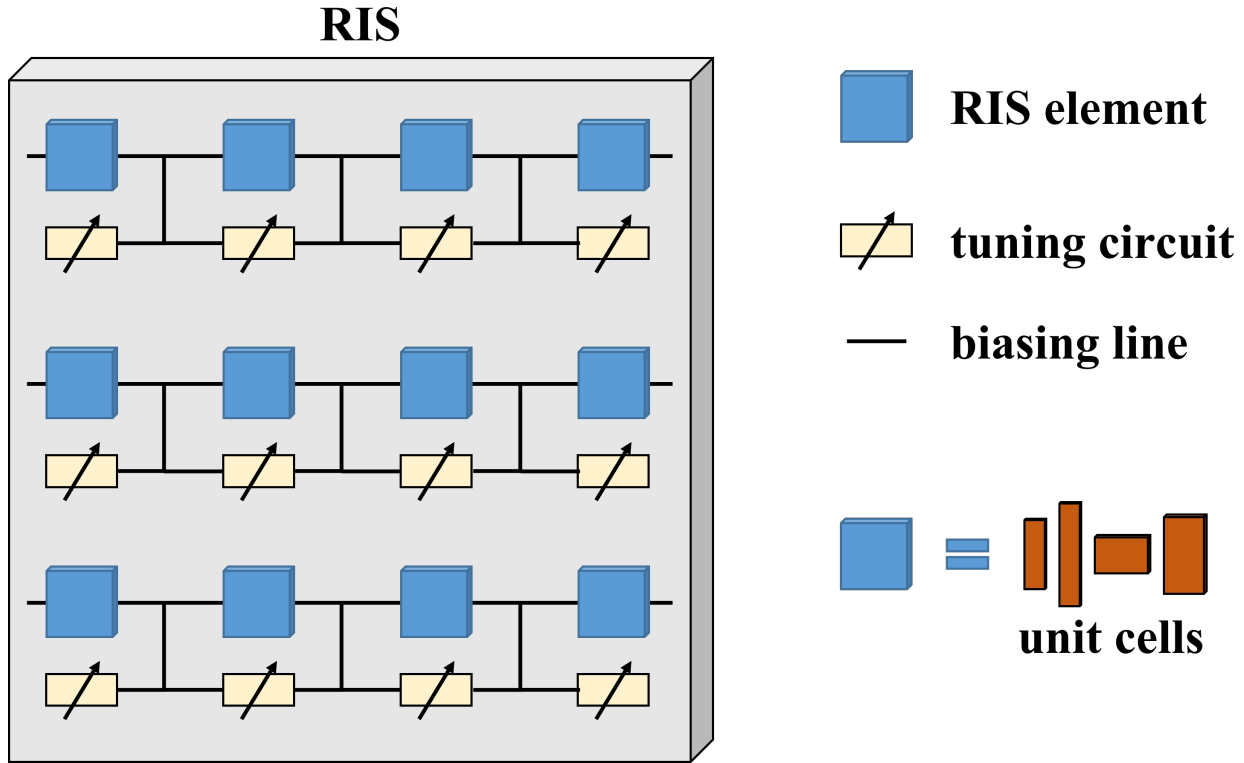 RIS
RIS element
tuning circuit
biasing line
unit cells